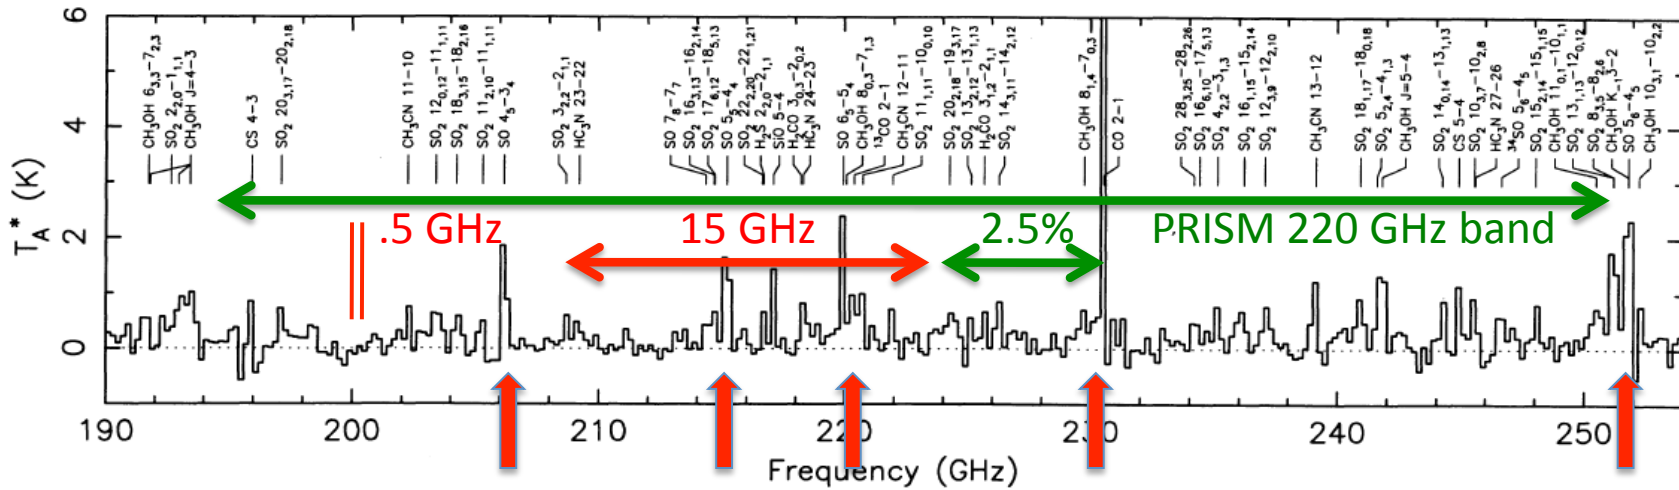 6
4
2
0
T_A* (K)
CH₃OH 6₃,₃-7₂,₃
SO₂ 2₂,₀-1₁,₁
CH₃OH J=4-3
CS 4-3
SO₂ 20₃,₁₇-20₂,₁₈
CH₃CN 11-10
SO₂ 12₀,₁₂-11₁,₁₁
SO₂ 18₃,₁₅-18₂,₁₆
SO₂ 11₂,₁₀-11₁,₁₁
SO 4₅-3₄
SO₂ 3₂,₂-2₁,₁
HC₃N 23-22
SO 7₈-7₇
SO₂ 16₃,₁₃-16₂,₁₄
SO₂ 17₆,₁₂-18₅,₁₃
SO 5₅-4₄
SO₂ 22₂,₂₀-22₁,₂₁
H₂S 2₂,₀-2₁,₁
SiO 5-4
H₂CO 3₀,₃-2₀,₂
HC₃N 24-23
SO 6₅-5₄
CH₃OH 8₀,₃-7₁,₃
¹³CO 2-1
CH₃CN 12-11
SO₂ 11₁,₁₁-10₀,₁₀
SO₂ 20₂,₁₈-19₃,₁₇
SO₂ 13₂,₁₂-13₁,₁₃
H₂CO 3₁,₂-2₁,₁
SO₂ 14₃,₁₁-14₂,₁₂
CH₃OH 8₁,₄-7₀,₃
CO 2-1
SO₂ 28₃,₂₅-28₂,₂₆
SO₂ 16₆,₁₀-17₅,₁₃
SO₂ 4₂,₂-3₁,₃
SO₂ 16₁,₁₅-15₂,₁₄
SO₂ 12₃,₉-12₂,₁₀
CH₃CN 13-12
SO₂ 18₁,₁₇-18₀,₁₈
SO₂ 5₂,₄-4₁,₃
CH₃OH J=5-4
SO₂ 14₀,₁₄-13₁,₁₃
CS 5-4
SO₂ 10₃,₇-10₂,₈
HC₃N 27-26
³⁴SO 5₆-4₅
SO₂ 15₂,₁₄-15₁,₁₅
CH₃OH 11₀,₁-10₁,₁
SO₂ 13₁,₁₃-12₀,₁₂
SO₂ 8₃,₅-8₂,₆
CH₃OH K-3-2
SO 5₆-4₅
CH₃OH 10₃,₁-10₂,₂
.5 GHz
15 GHz
2.5%
PRISM 220 GHz band
190
200
210
220
230
240
250
Frequency (GHz)